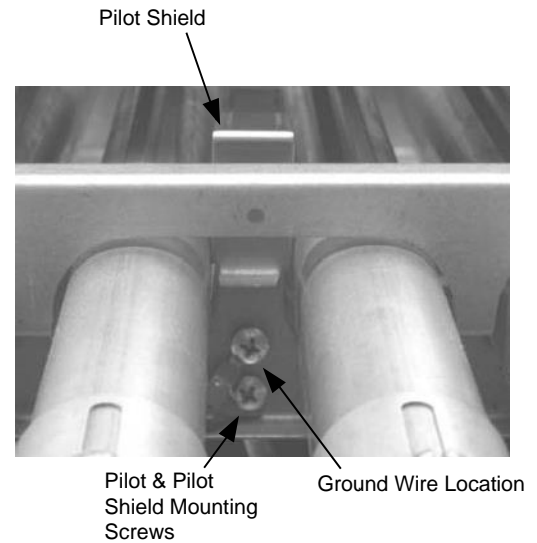 Pilot Shield
Pilot & Pilot
Shield Mounting
Screws
Ground Wire Location